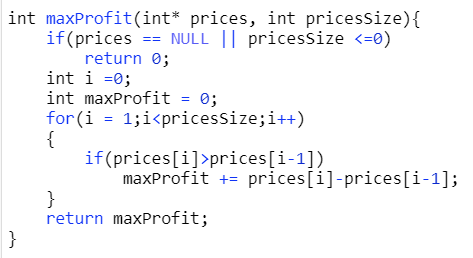 int maxProfit(int* prices, int pricesSize){
    if(prices == NULL || pricesSize <=0)
        return 0;
    int i =0;
    int maxProfit = 0;
    for(i = 1;i<pricesSize;i++)
    {
        if(prices[i]>prices[i-1])
            maxProfit += prices[i]-prices[i-1];
    }
    return maxProfit;
}